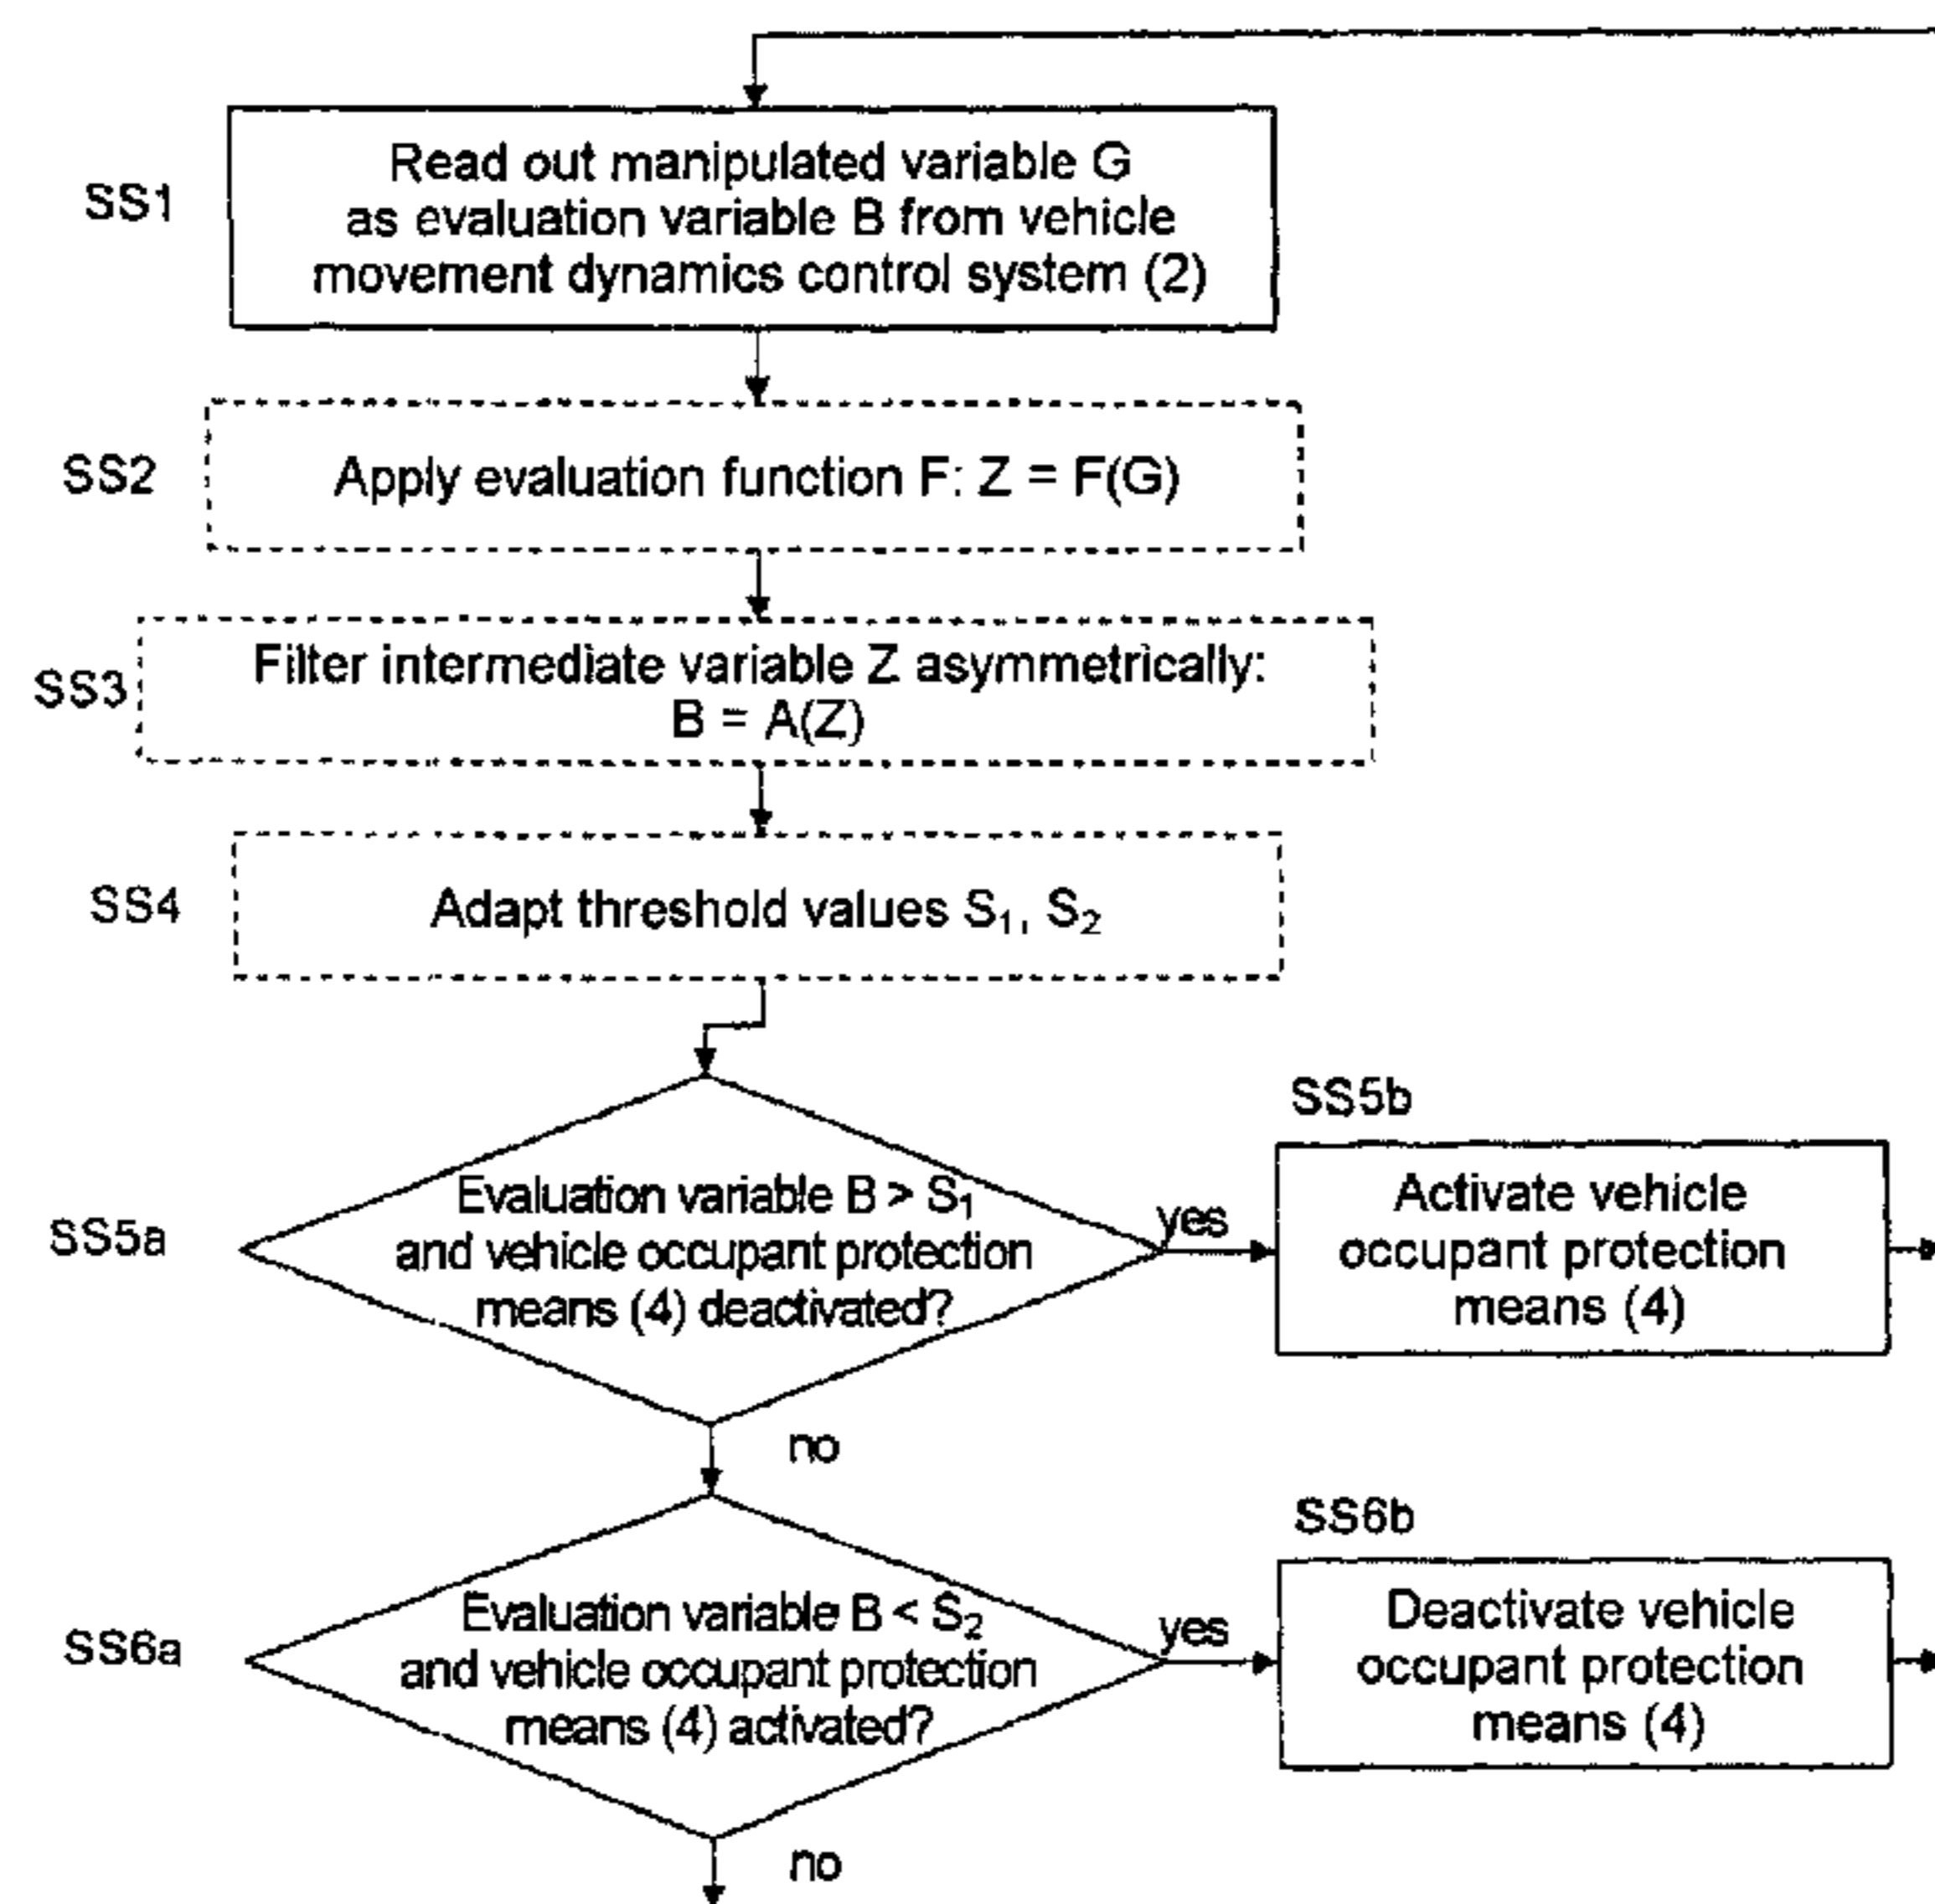 SS1
Read out manipulated variable G
as evaluation variable B from vehicle
movement dynamics control system (2)
SS2
Apply evaluation function F: Z = F(G)
SS3
Filter intermediate variable Z asymmetrically:
B = A(Z)
SS4
Adapt threshold values S₁, S₂
SS5a
Evaluation variable B > S₁
and vehicle occupant protection
means (4) deactivated?
yes
SS5b
Activate vehicle
occupant protection
means (4)
no
SS6a
Evaluation variable B < S₂
and vehicle occupant protection
means (4) activated?
yes
SS6b
Deactivate vehicle
occupant protection
means (4)
no